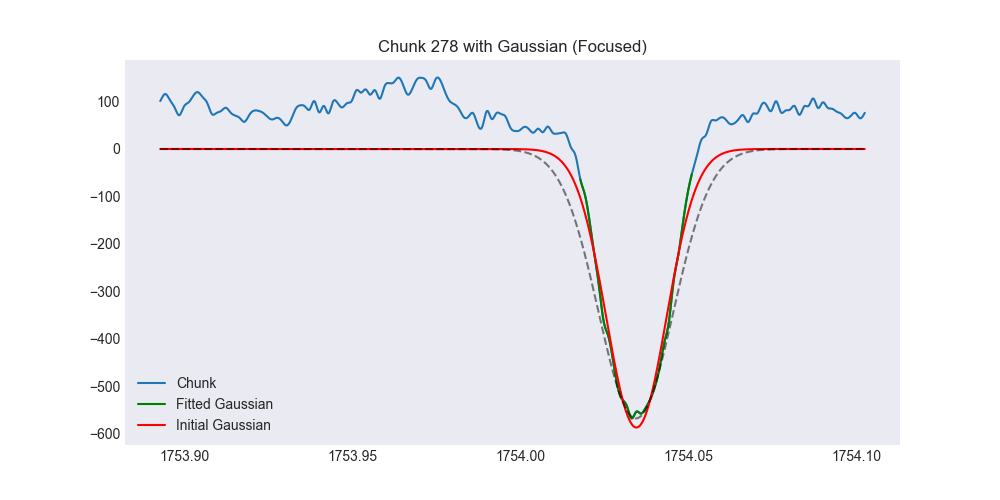 Chunk 278 with Gaussian (Focused)
100
0
−100
−200
−300
−400
−500
−600
Chunk
Fitted Gaussian
Initial Gaussian
1753.90 1753.95 1754.00 1754.05 1754.10